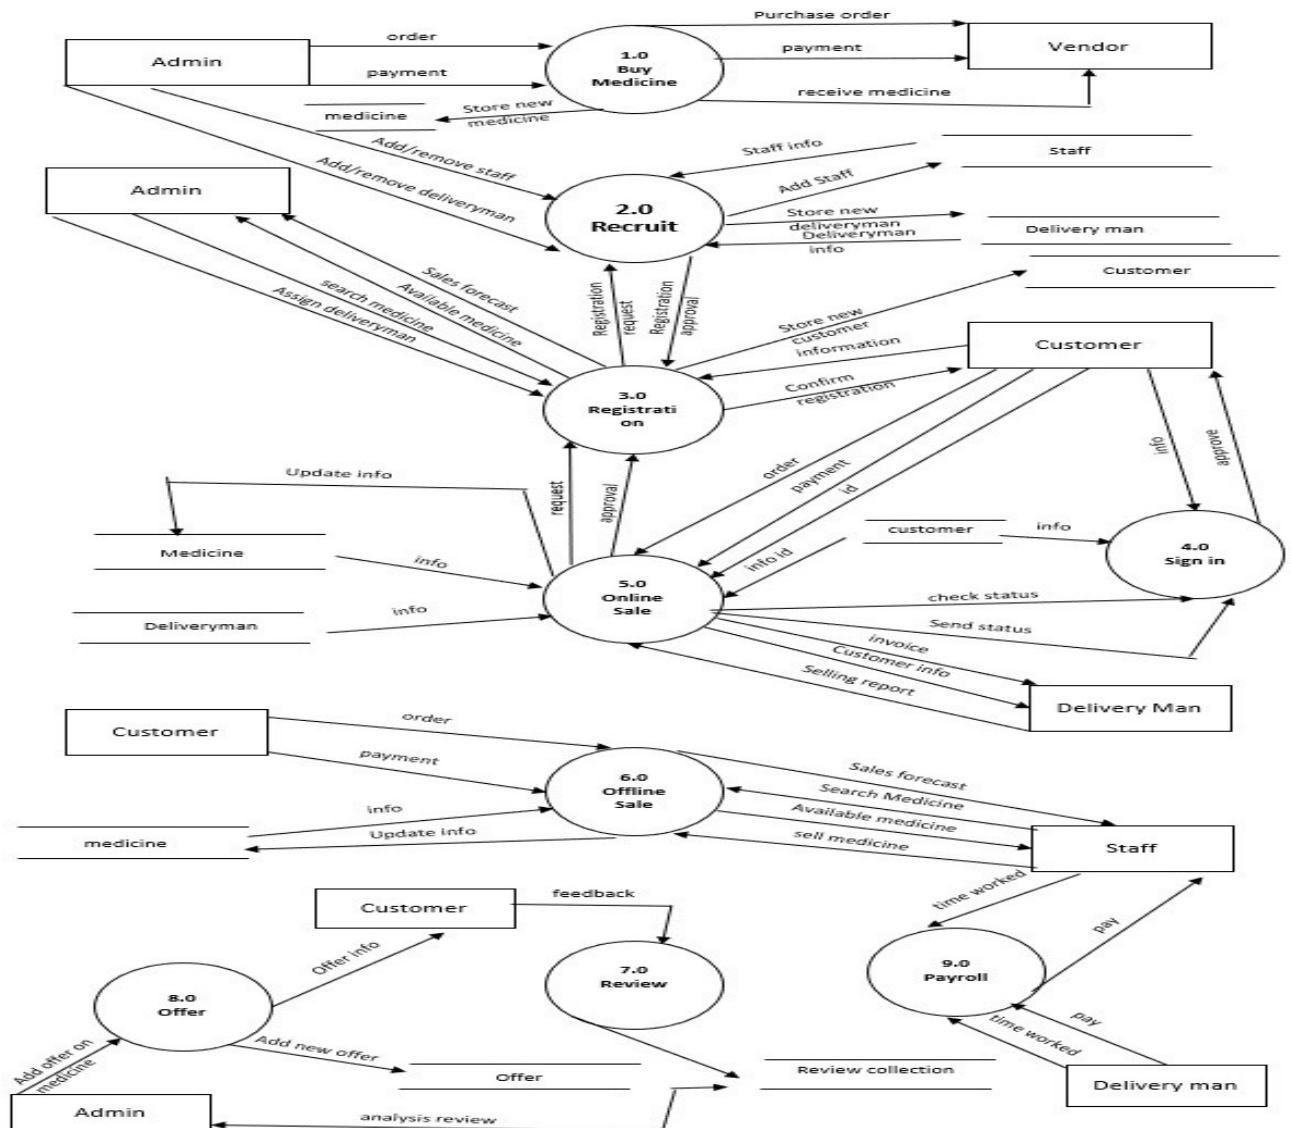 Purchase order
order
Admin
1.0
Buy
Medicine
payment
Vendor
payment
receive medicine
medicine
Store new
medicine
Add/remove staff
Add/remove deliveryman
Staff info
Staff
Add Staff
Admin
2.0
Recruit
Store new
deliveryman
Deliveryman
info
Delivery man
Customer
Sales forecast
Available medicine
search medicine
Assign deliveryman
Registration
request
Registration
approval
Store new
customer
information
Customer
Confirm
registration
3.0
Registrati
on
order
payment
id
info
approve
Update info
request
approval
Medicine
info
info id
customer
info
4.0
Sign in
5.0
Online
Sale
Deliveryman
info
check status
Send status
invoice
Customer info
Selling report
Delivery Man
Customer
order
payment
6.0
Offline
Sale
Sales forecast
Search Medicine
Available medicine
sell medicine
info
Update info
medicine
Staff
Customer
feedback
time worked
pay
Offer info
7.0
Review
9.0
Payroll
8.0
Offer
pay
time worked
Add offer on
medicine
Add new offer
Offer
Review collection
Delivery man
Admin
analysis review